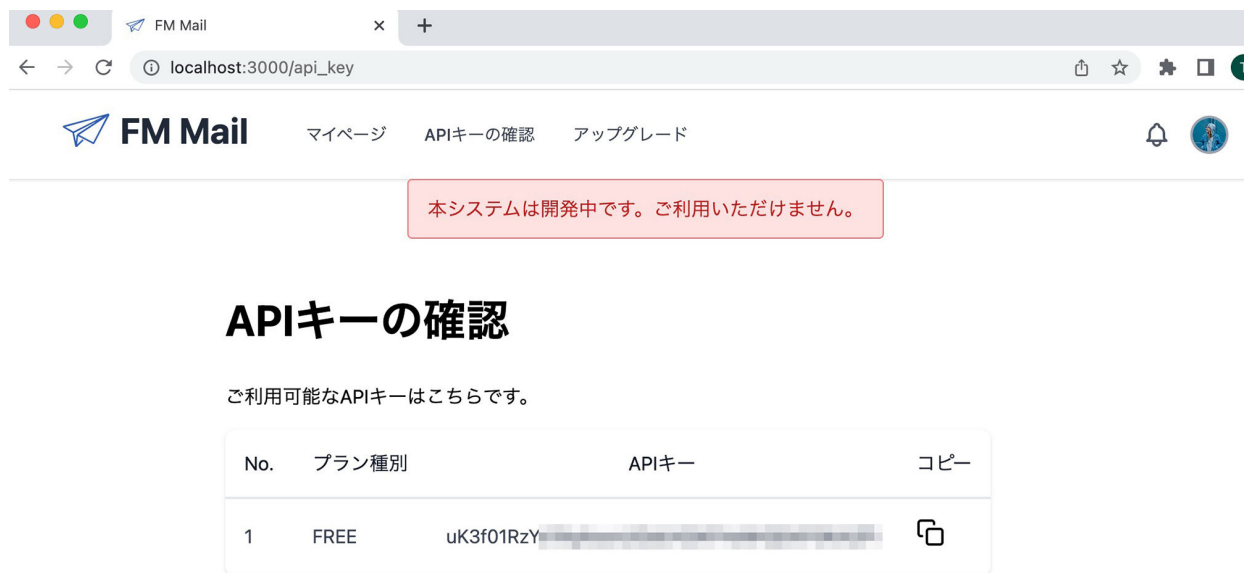 FM Mail
localhost:3000/api_key
FM Mail マイページ APIキーの確認 アップグレード
本システムは開発中です。ご利用いただけません。
APIキーの確認
ご利用可能なAPIキーはこちらです。
No. プラン種別 APIキー コピー
1 FREE uK3f01RzY